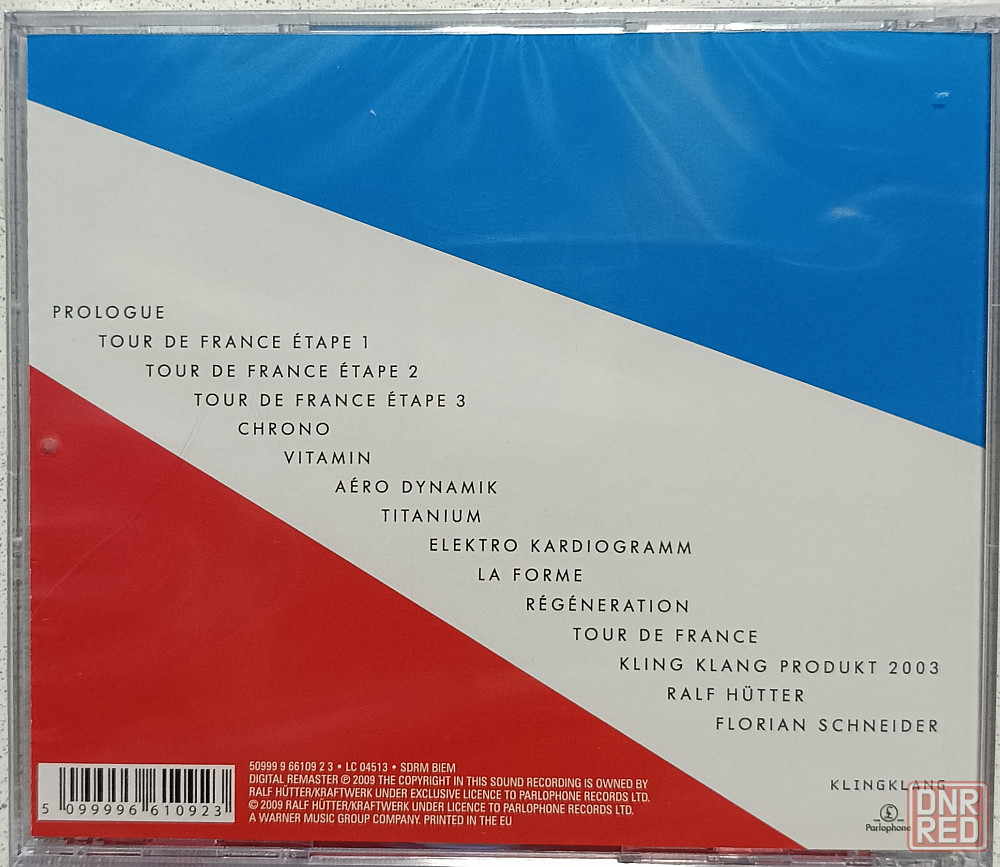 PROLOGUE
TOUR DE FRANCE ÉTAPE 1
TOUR DE FRANCE ÉTAPE 2
TOUR DE FRANCE ÉTAPE 3
CHRONO
VITAMIN
AÉRO DYNAMIK
TITANIUM
ELEKTRO KARDIOGRAMM
LA FORME
RÉGÉNERATION
TOUR DE FRANCE
KLING KLANG PRODUKT 2003
RALF HÜTTER
FLORIAN SCHNEIDER
50999 9 66109 2 3 • LC 04513 • SDRM BIEM
DIGITAL REMASTER ℗ 2009 THE COPYRIGHT IN THIS SOUND RECORDING IS OWNED BY
RALF HÜTTER/KRAFTWERK UNDER EXCLUSIVE LICENCE TO PARLOPHONE RECORDS LTD.
© 2009 RALF HÜTTER/KRAFTWERK UNDER LICENCE TO PARLOPHONE RECORDS LTD.
A WARNER MUSIC GROUP COMPANY. PRINTED IN THE EU
5 099996 610923
KLINGKLANG
Parlophone
DNR
RED